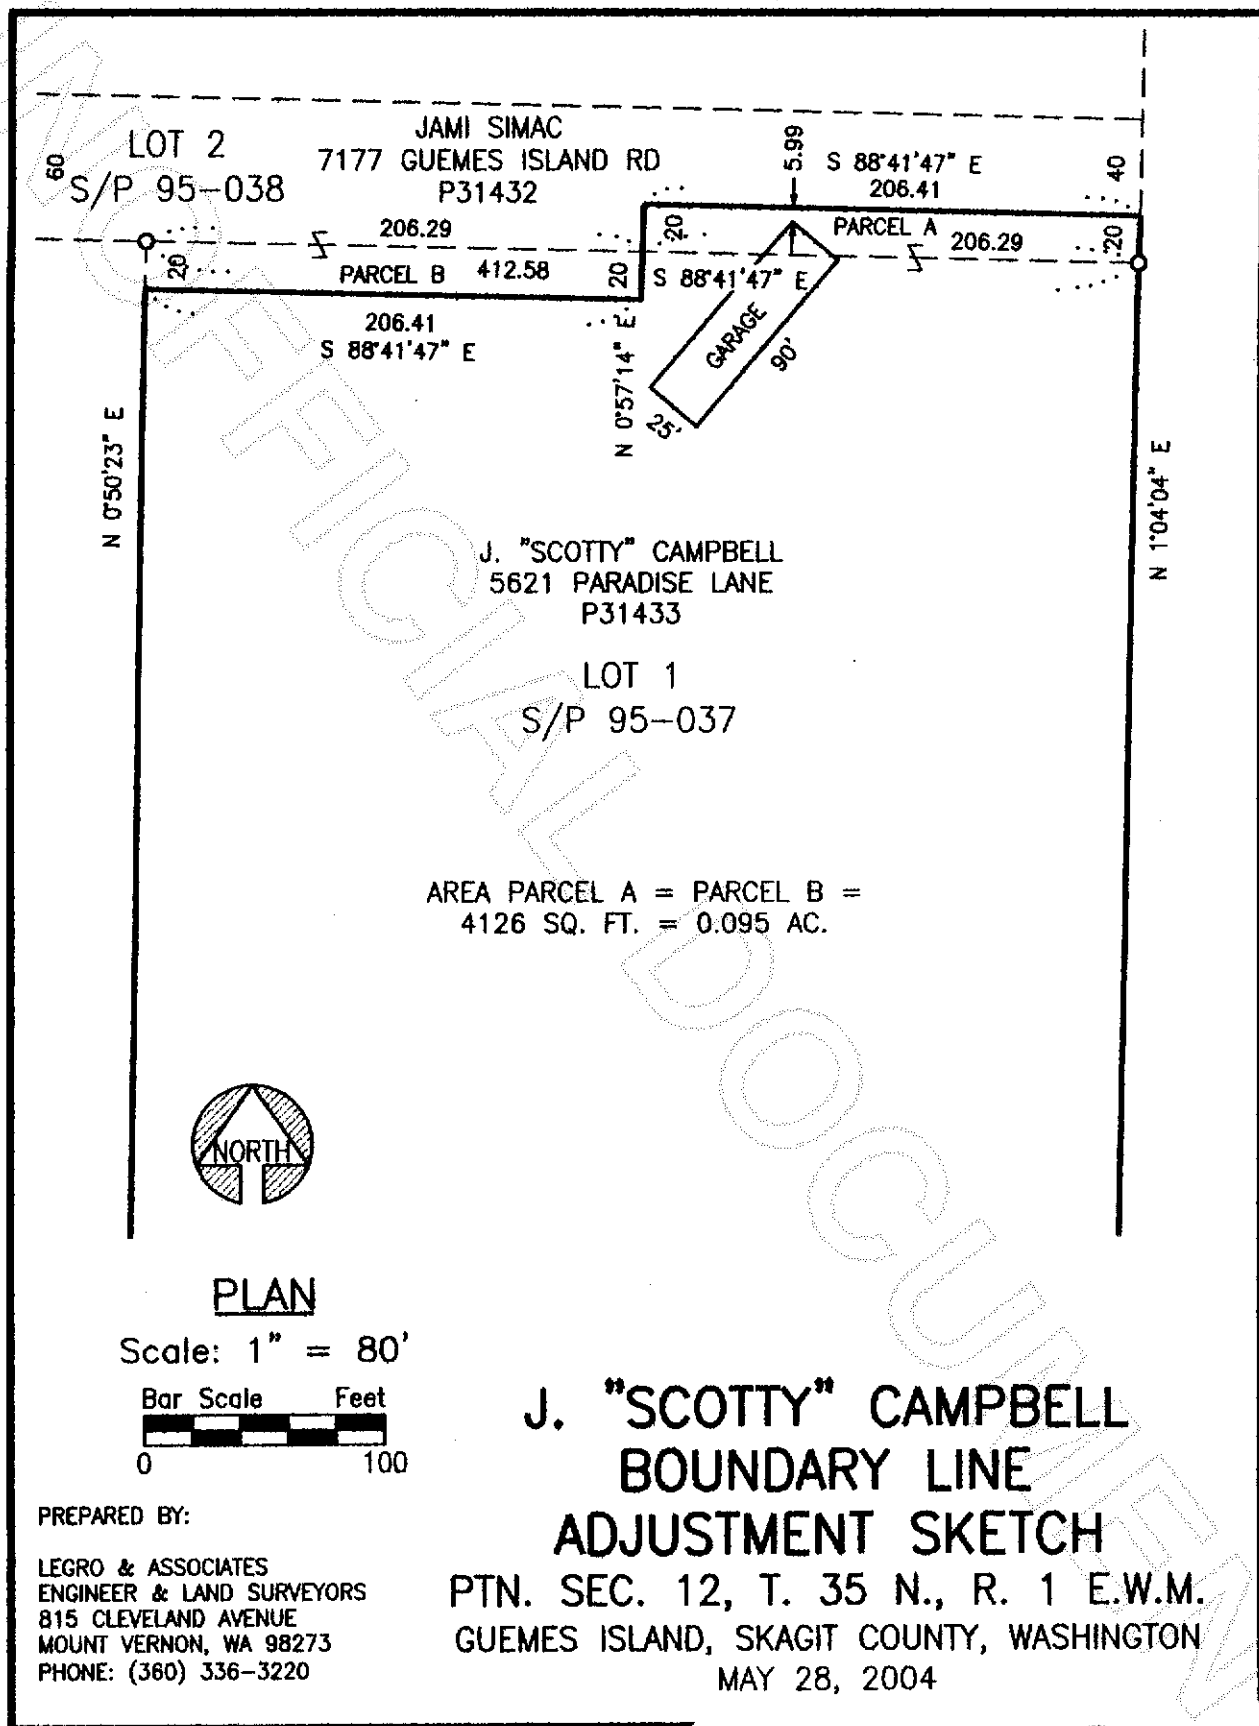 LOT 2
S/P 95-038
60
JAMI SIMAC
7177 GUEMES ISLAND RD
P31432
5.99
S 88°41'47" E
206.41
40
206.29
20
PARCEL A
206.29
20
20
PARCEL B
412.58
20
S 88°41'47" E
206.41
S 88°41'47" E
N 0°57'14" E
GARAGE
90'
25'
N 0°50'23" E
N 1°04'04" E
J. "SCOTTY" CAMPBELL
5621 PARADISE LANE
P31433
LOT 1
S/P 95-037
AREA PARCEL A = PARCEL B =
4126 SQ. FT. = 0.095 AC.
NORTH
PLAN
Scale: 1" = 80'
Bar Scale Feet
0 100
PREPARED BY:
LEGRO & ASSOCIATES
ENGINEER & LAND SURVEYORS
815 CLEVELAND AVENUE
MOUNT VERNON, WA 98273
PHONE: (360) 336-3220
J. "SCOTTY" CAMPBELL
BOUNDARY LINE
ADJUSTMENT SKETCH
PTN. SEC. 12, T. 35 N., R. 1 E.W.M.
GUEMES ISLAND, SKAGIT COUNTY, WASHINGTON
MAY 28, 2004
UNOFFICIAL DOCUMENT